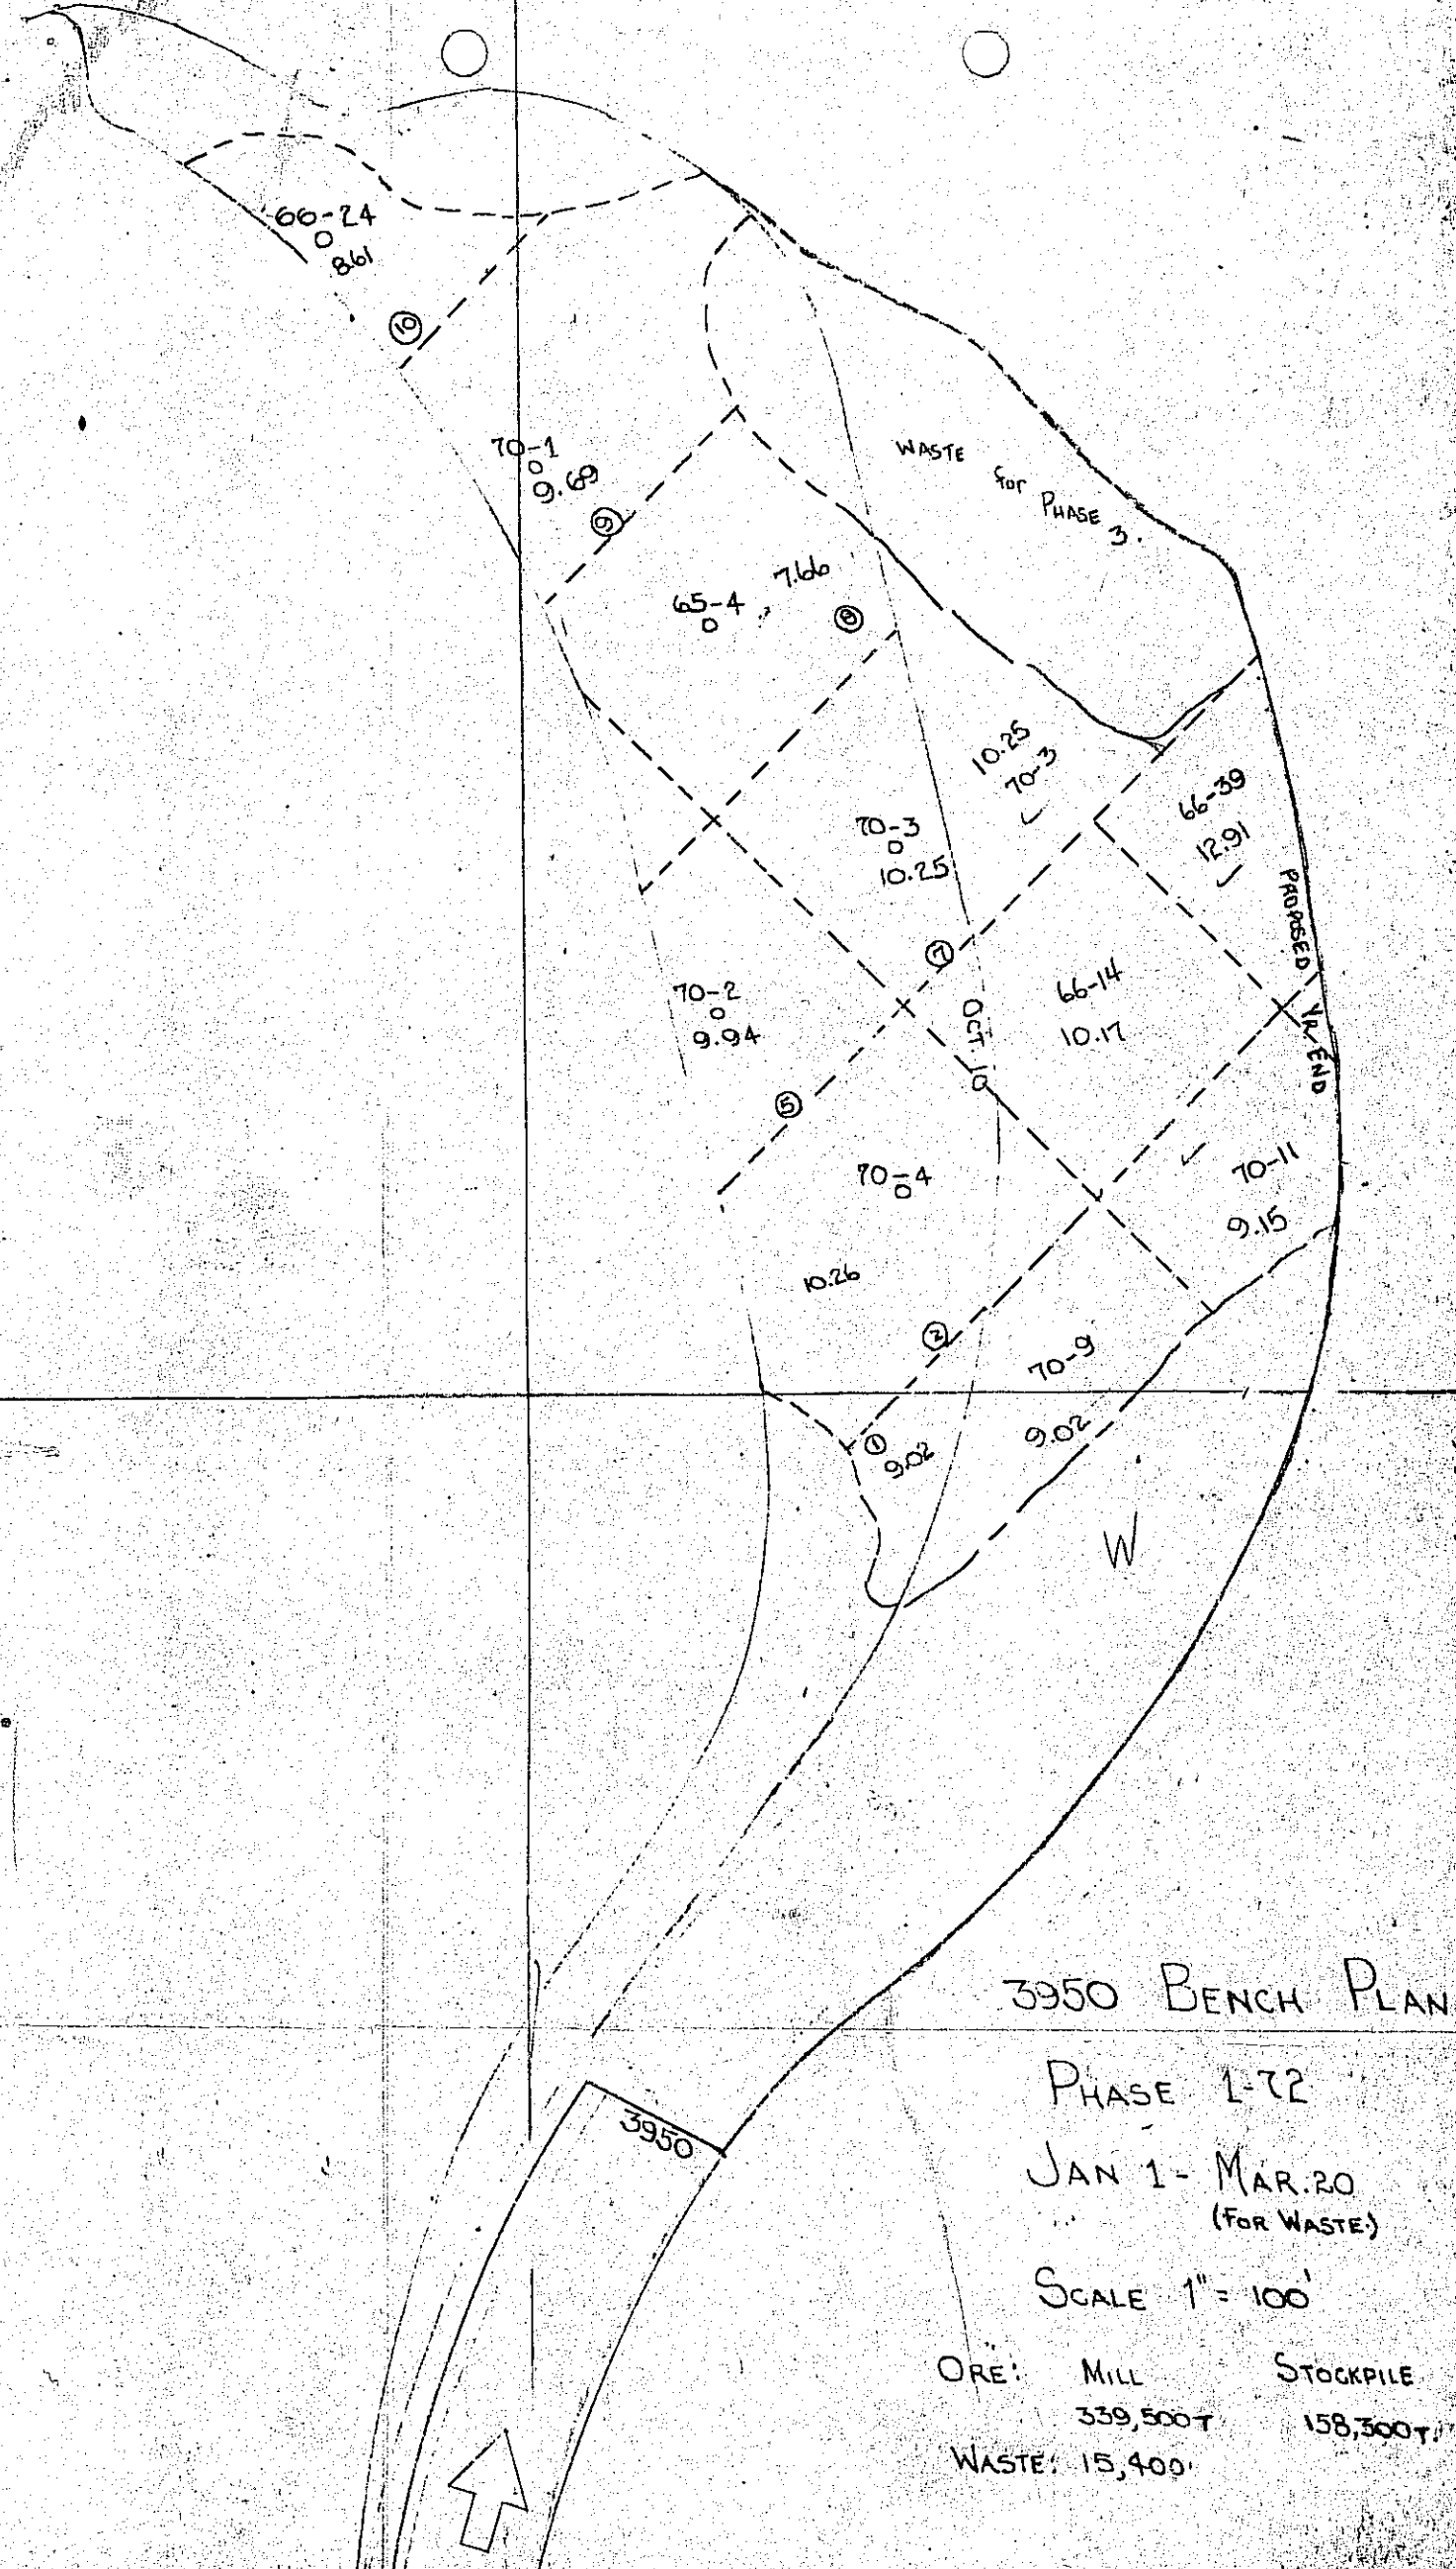 66-24
8.61
10
70-1
9.69
9
WASTE
for
PHASE
3.
7.66
65-4
8
10.25
70-3
70-3
10.25
66-39
12.91
PROPOSED YR. END
7
70-2
9.94
66-14
10.17
OCT. 10
5
70-4
70-11
9.15
10.26
2
70-9
1
9.02
9.02
W
3950
3950 BENCH PLAN
PHASE 1-72
JAN 1 - MAR. 20
(FOR WASTE)
SCALE 1" = 100'
ORE: MILL STOCKPILE
339,500T 158,300T.
WASTE: 15,400